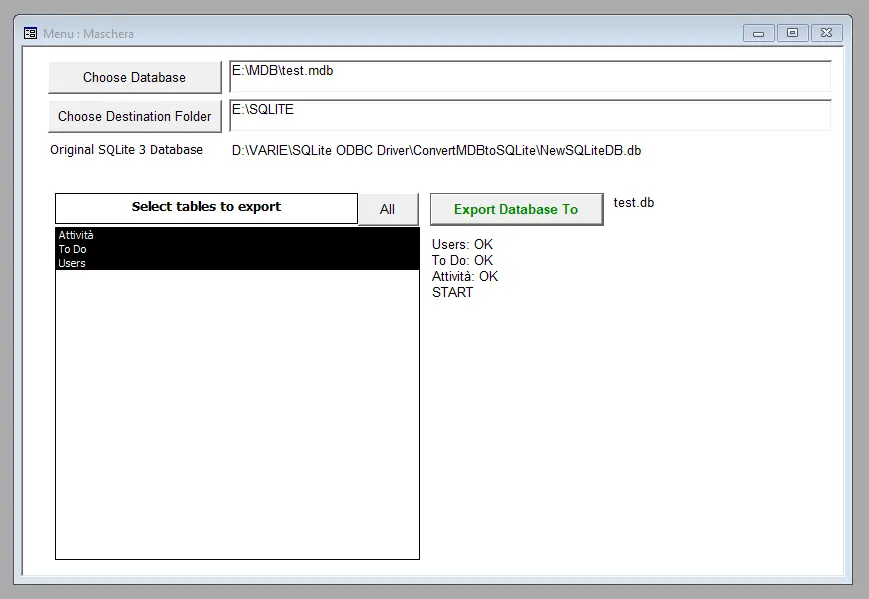 Menu : Maschera
Choose Database
E:\MDB\test.mdb
Choose Destination Folder
E:\SQLITE
Original SQLite 3 Database
D:\VARIE\SQLite ODBC Driver\ConvertMDBtoSQLite\NewSQLiteDB.db
Select tables to export
All
Export Database To
test.db
Attività
To Do
Users
Users: OK
To Do: OK
Attività: OK
START